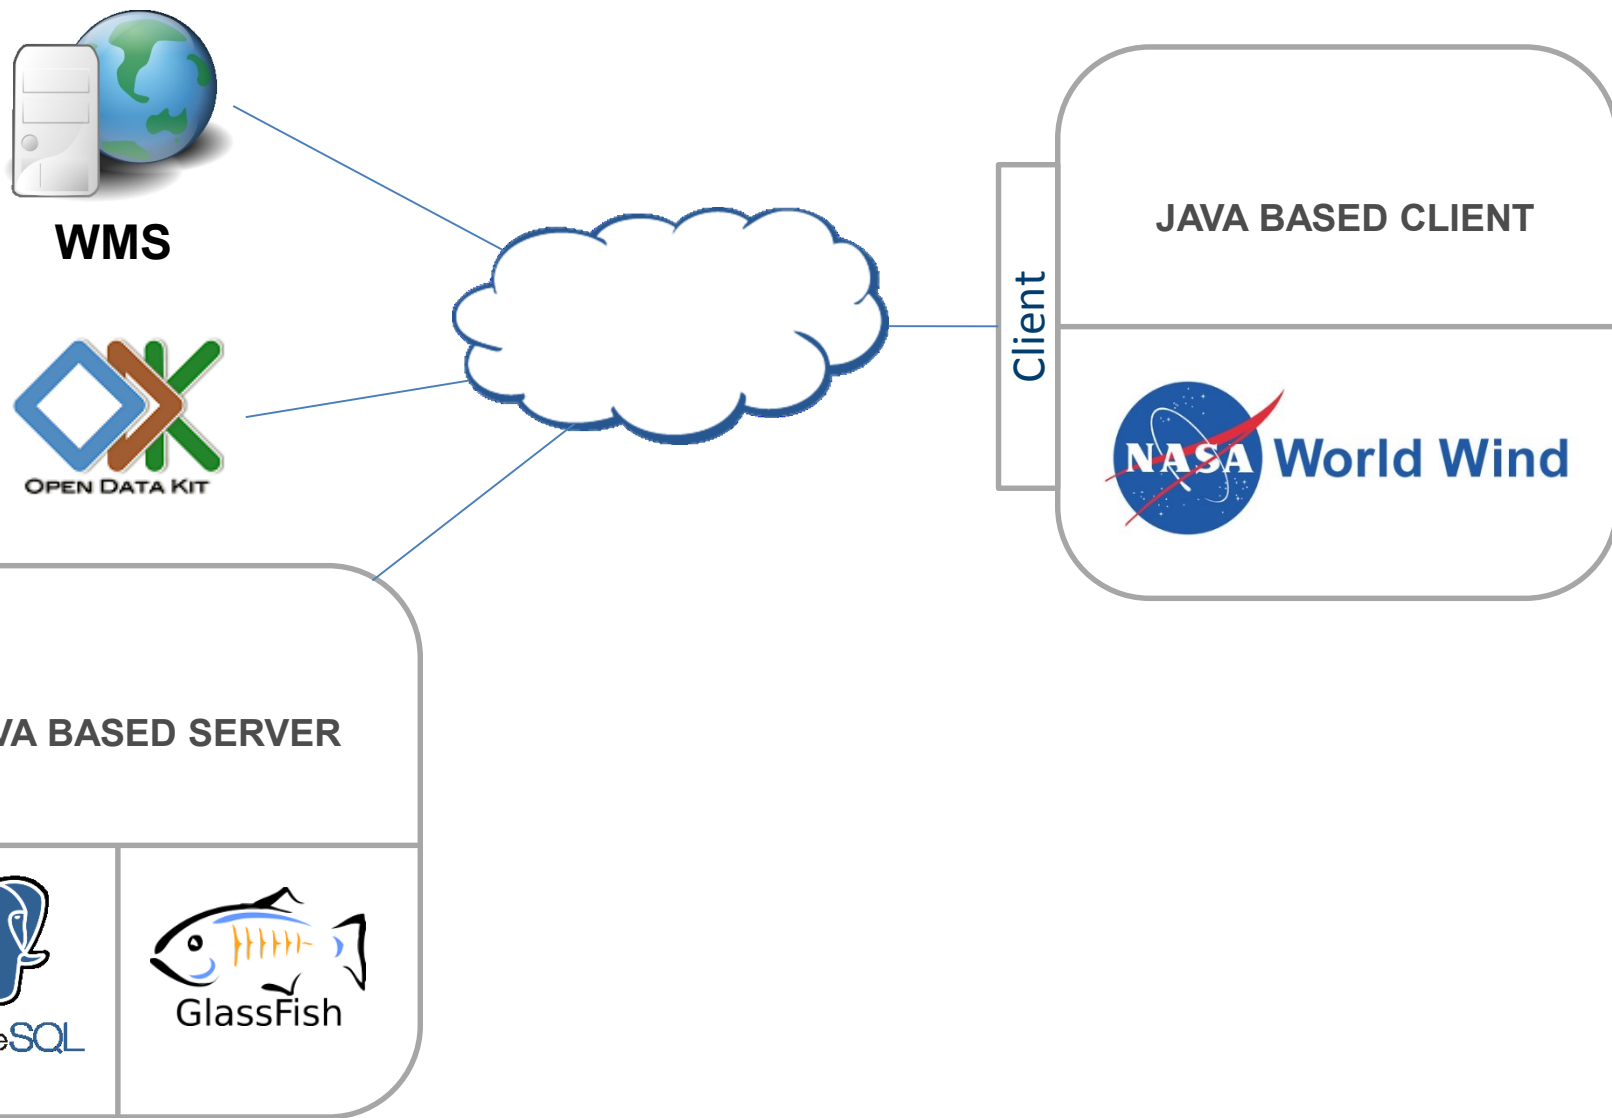 WMS
JAVA BASED CLIENT
Client
NASA World Wind
OPEN DATA KIT
VA BASED SERVER
eSQL
GlassFish